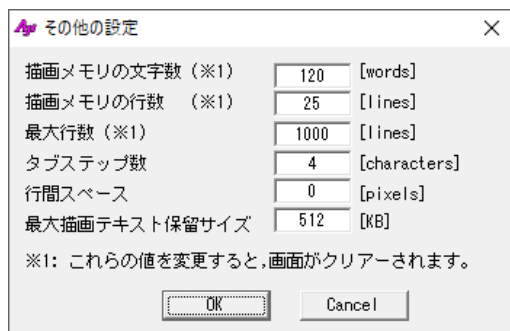 Agr その他の設定
描画メモリの文字数（※1） 120 [words]
描画メモリの行数 （※1） 25 [lines]
最大行数（※1） 1000 [lines]
タブステップ数 4 [characters]
行間スペース 0 [pixels]
最大描画テキスト保留サイズ 512 [KB]
※1: これらの値を変更すると,画面がクリアーされます。
OK Cancel